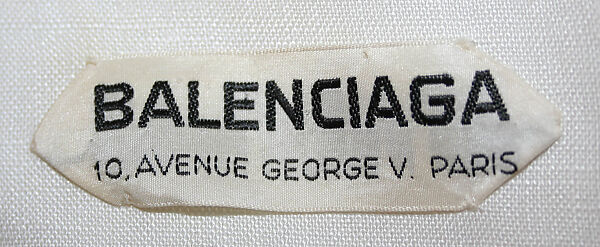 BALENCIAGA
10, AVENUE GEORGE V. PARIS